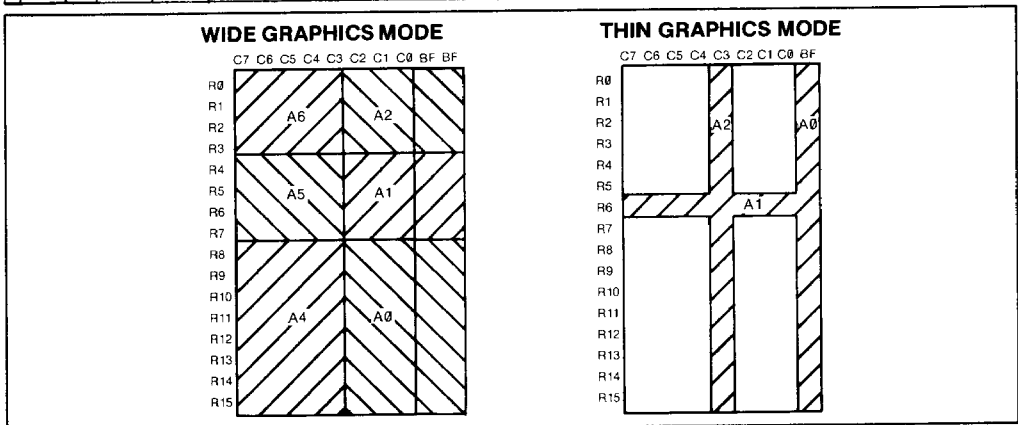 WIDE GRAPHICS MODE
C7 C6 C5 C4 C3 C2 C1 C0 BF BF
R0
R1
R2
R3
R4
R5
R6
R7
R8
R9
R10
R11
R12
R13
R14
R15
A6 A2
A5 A1
A4 A0
THIN GRAPHICS MODE
C7 C6 C5 C4 C3 C2 C1 C0 BF
R0
R1
R2
R3
R4
R5
R6
R7
R8
R9
R10
R11
R12
R13
R14
R15
A2 A0
A1